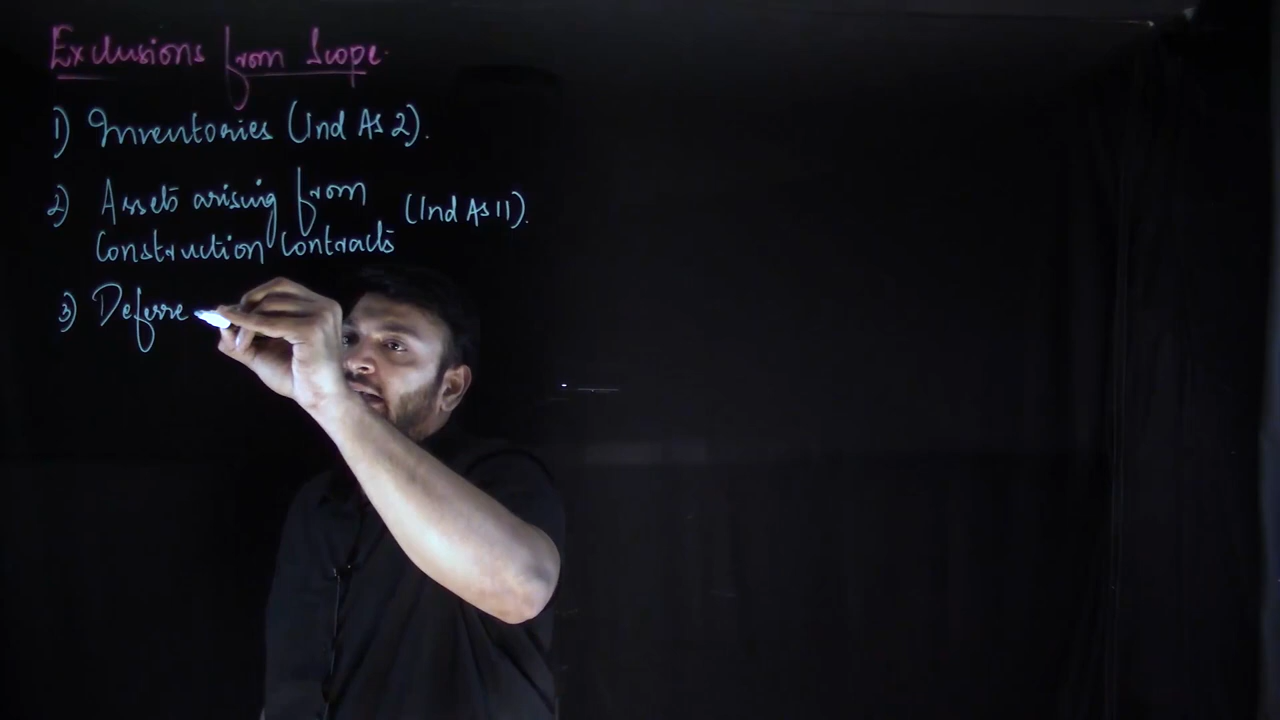 Exclusions from Scope.
1) Inventories (Ind AS 2).
2) Assets arising from
Construction Contracts (Ind AS 11).
3) Deferre